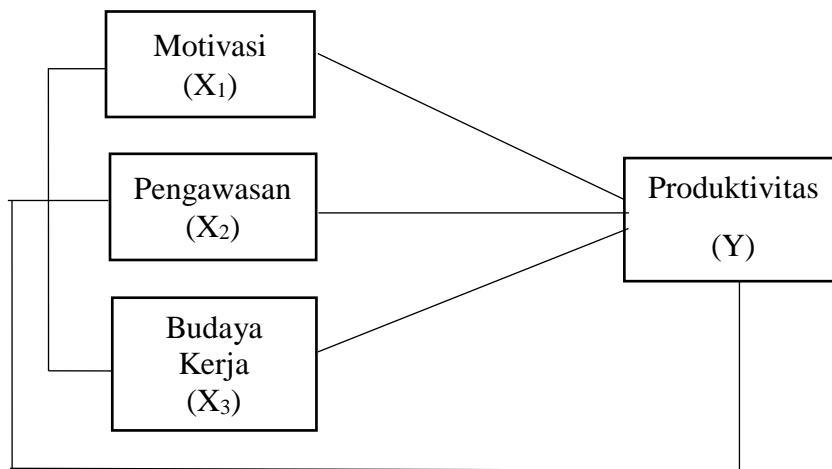 Motivasi
(X₁)
Pengawasan
(X₂)
Budaya
Kerja
(X₃)
Produktivitas
(Y)